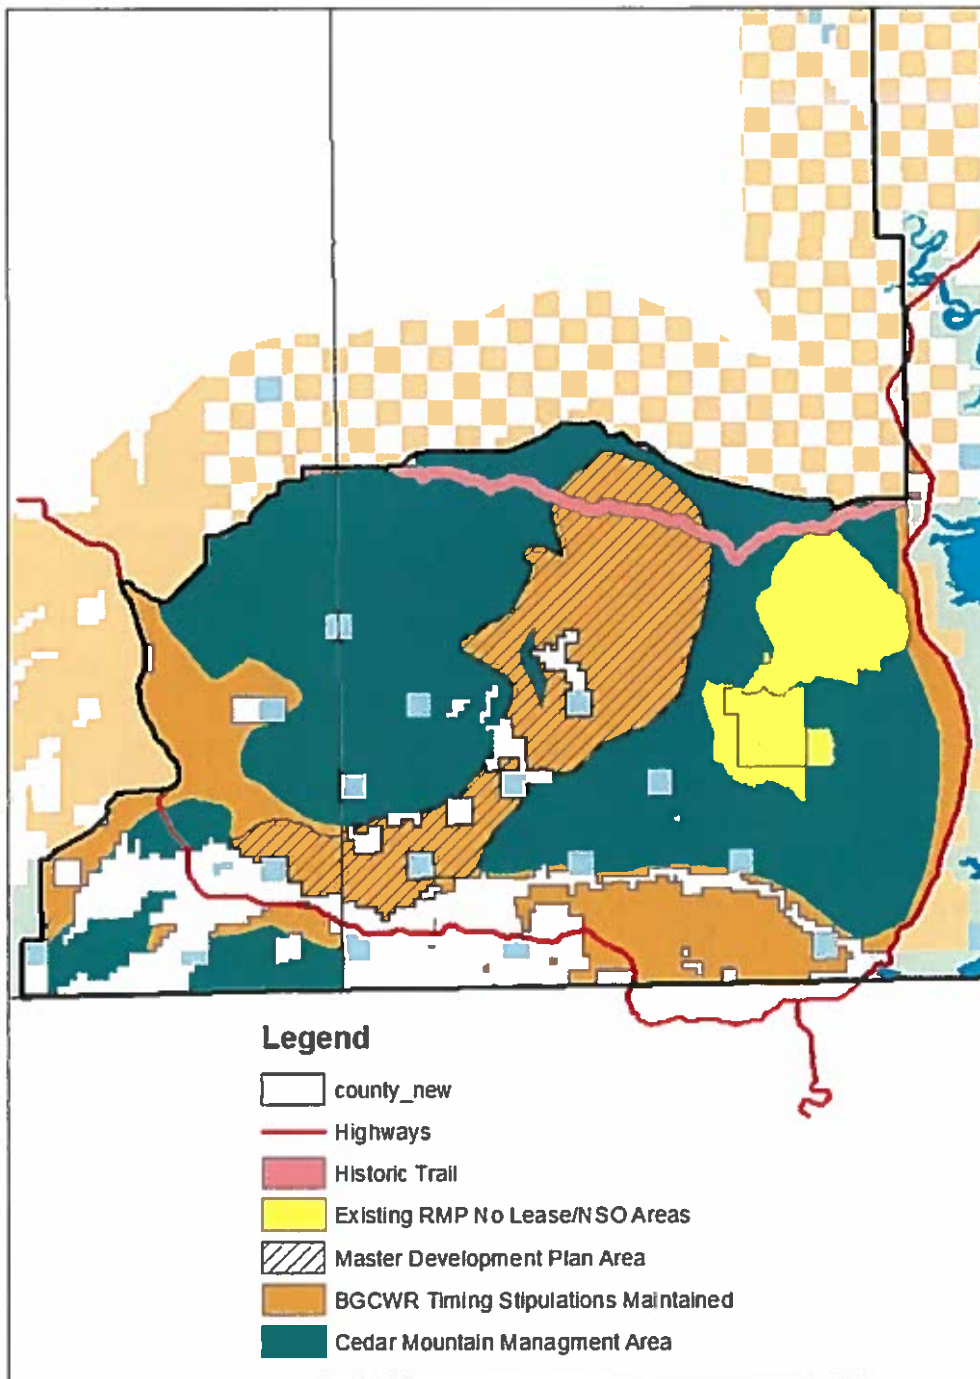 Legend
county_new
Highways
Historic Trail
Existing RMP No Lease/NSO Areas
Master Development Plan Area
BGCWR Timing Stipulations Maintained
Cedar Mountain Managment Area